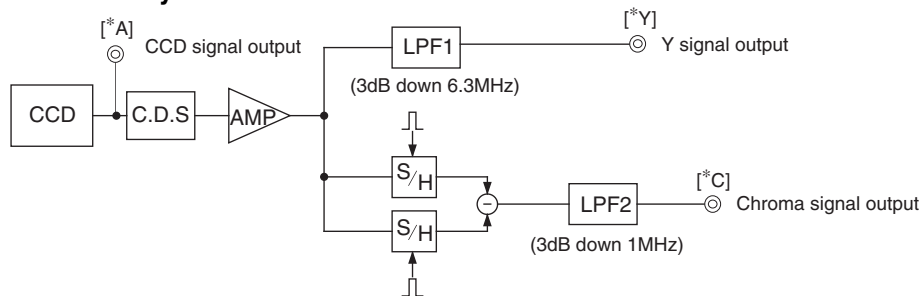 [*A]
CCD signal output
[*Y]
LPF1
Y signal output
(3dB down 6.3MHz)
CCD
C.D.S
AMP
S/H
[*C]
LPF2
Chroma signal output
S/H
(3dB down 1MHz)